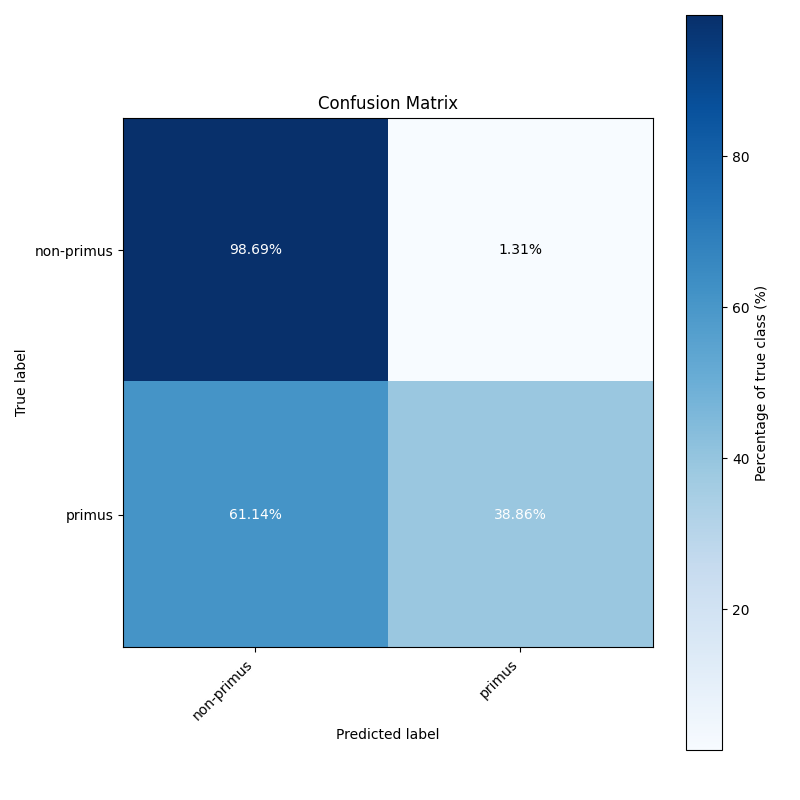 Confusion Matrix
True label
non-primus
98.69%
1.31%
primus
61.14%
38.86%
non-primus
primus
Predicted label
80
60
40
20
Percentage of true class (%)